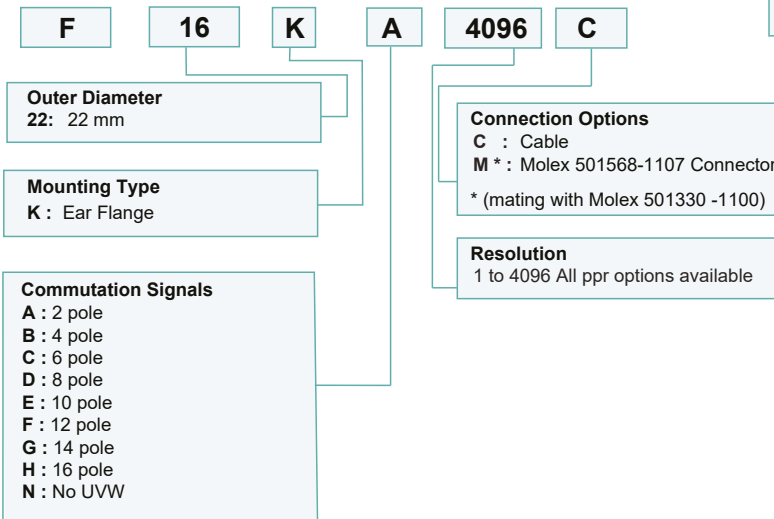 F 16 K A 4096 C
Outer Diameter
22: 22 mm
Mounting Type
K : Ear Flange
Commutation Signals
A : 2 pole
B : 4 pole
C : 6 pole
D : 8 pole
E : 10 pole
F : 12 pole
G : 14 pole
H : 16 pole
N : No UVW
Connection Options
C : Cable
M * : Molex 501568-1107 Connector
* (mating with Molex 501330 -1100)
Resolution
1 to 4096 All ppr options available